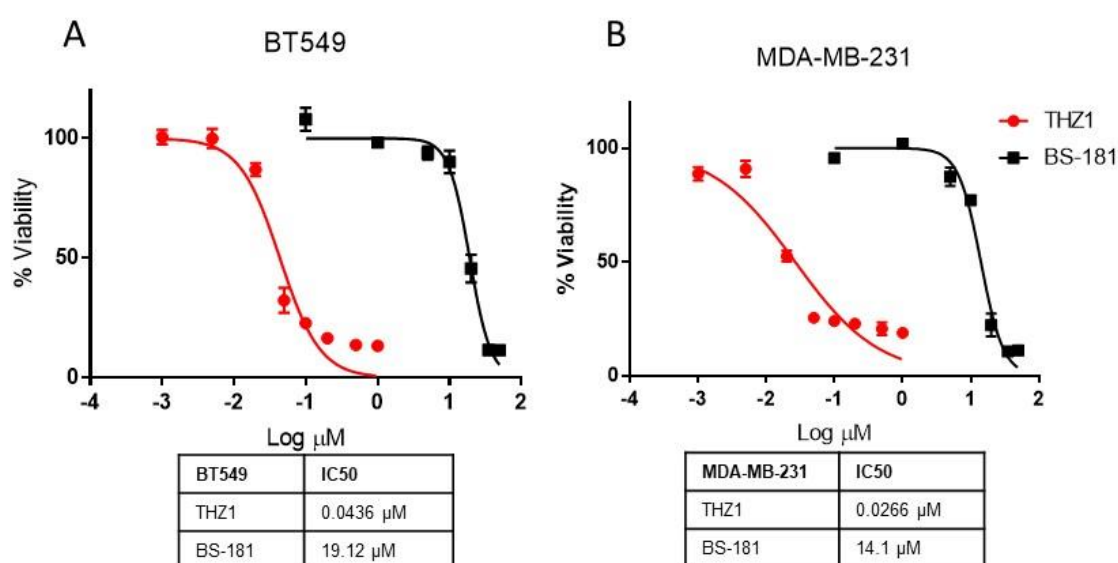 A
BT549
% Viability
100
50
0
-4 -3 -2 -1 0 1 2
Log μM
BT549 IC50
THZ1 0.0436 μM
BS-181 19.12 μM
B
MDA-MB-231
THZ1
BS-181
% Viability
100
50
0
-4 -3 -2 -1 0 1 2
Log μM
MDA-MB-231 IC50
THZ1 0.0266 μM
BS-181 14.1 μM